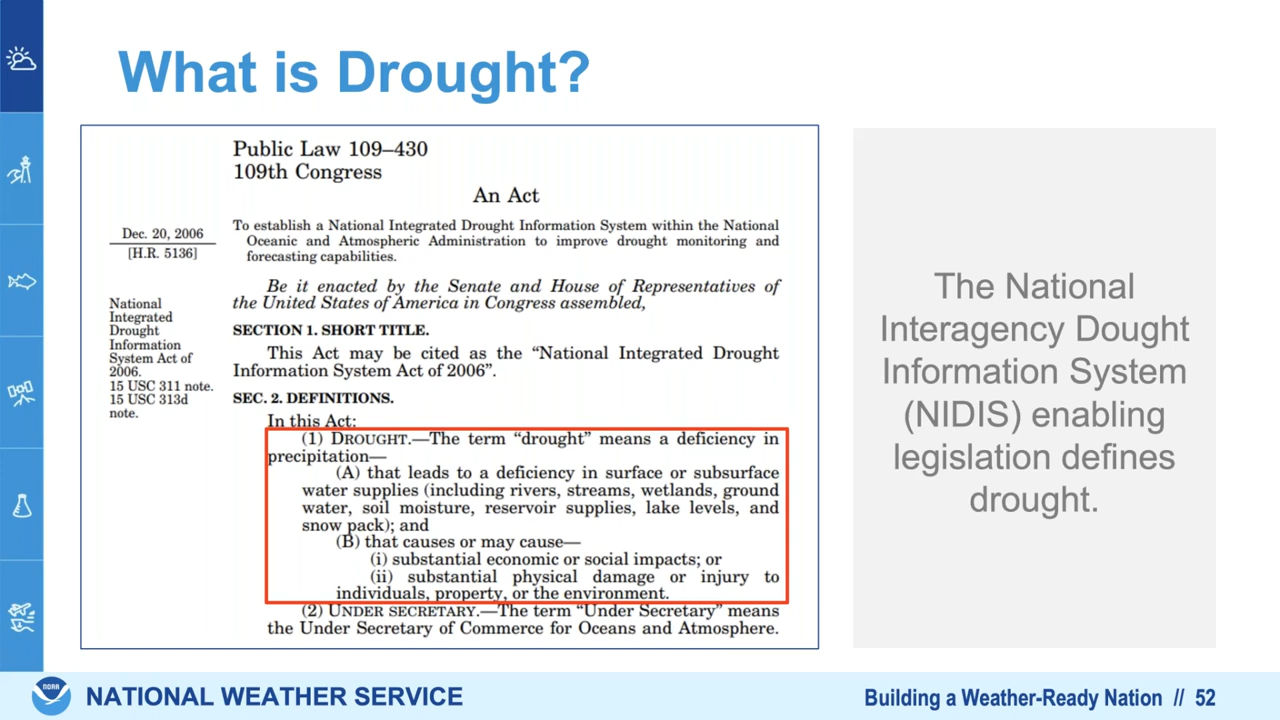 What is Drought?
Public Law 109–430
109th Congress
An Act
Dec. 20, 2006
[H.R. 5136]
To establish a National Integrated Drought Information System within the National
Oceanic and Atmospheric Administration to improve drought monitoring and
forecasting capabilities.
Be it enacted by the Senate and House of Representatives of
the United States of America in Congress assembled,
National
Integrated
Drought
Information
System Act of
2006.
15 USC 311 note.
15 USC 313d
note.
SECTION 1. SHORT TITLE.
This Act may be cited as the “National Integrated Drought
Information System Act of 2006”.
SEC. 2. DEFINITIONS.
In this Act:
(1) DROUGHT.—The term “drought” means a deficiency in
precipitation—
(A) that leads to a deficiency in surface or subsurface
water supplies (including rivers, streams, wetlands, ground
water, soil moisture, reservoir supplies, lake levels, and
snow pack); and
(B) that causes or may cause—
(i) substantial economic or social impacts; or
(ii) substantial physical damage or injury to
individuals, property, or the environment.
(2) UNDER SECRETARY.—The term “Under Secretary” means
the Under Secretary of Commerce for Oceans and Atmosphere.
The National
Interagency Dought
Information System
(NIDIS) enabling
legislation defines
drought.
NOAA
NATIONAL WEATHER SERVICE
Building a Weather-Ready Nation // 52